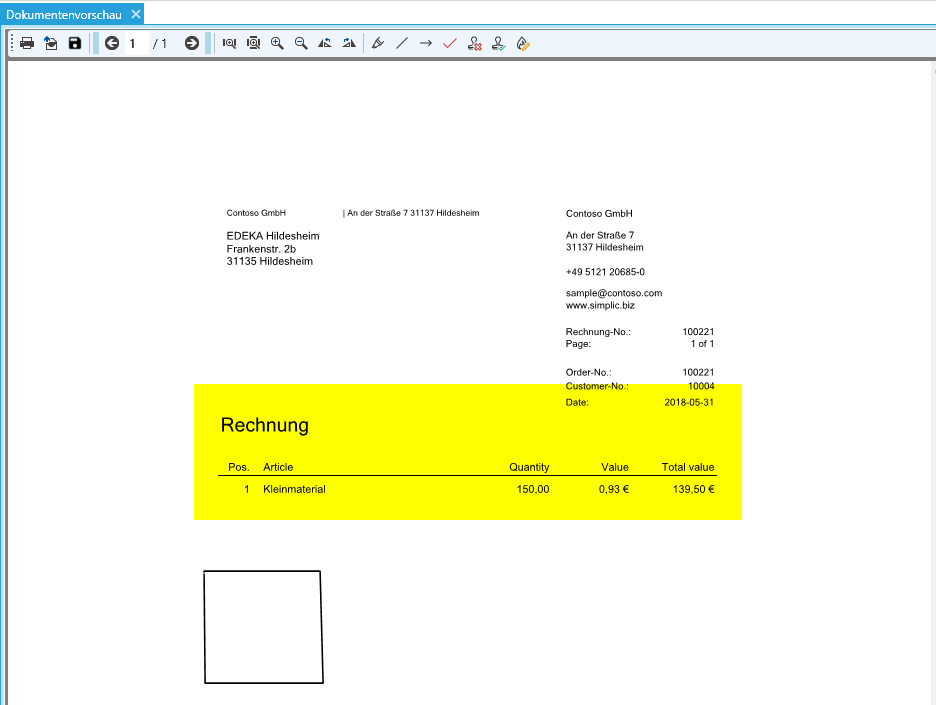 Dokumentenvorschau
1 / 1
Contoso GmbH | An der Straße 7 31137 Hildesheim
EDEKA Hildesheim
Frankenstr. 2b
31135 Hildesheim
Contoso GmbH
An der Straße 7
31137 Hildesheim
+49 5121 20685-0
sample@contoso.com
www.simplic.biz
Rechnung-No.: 100221
Page: 1 of 1
Order-No.: 100221
Customer-No.: 10004
Date: 2018-05-31
Rechnung
Pos. Article Quantity Value Total value
1 Kleinmaterial 150,00 0,93 € 139,50 €